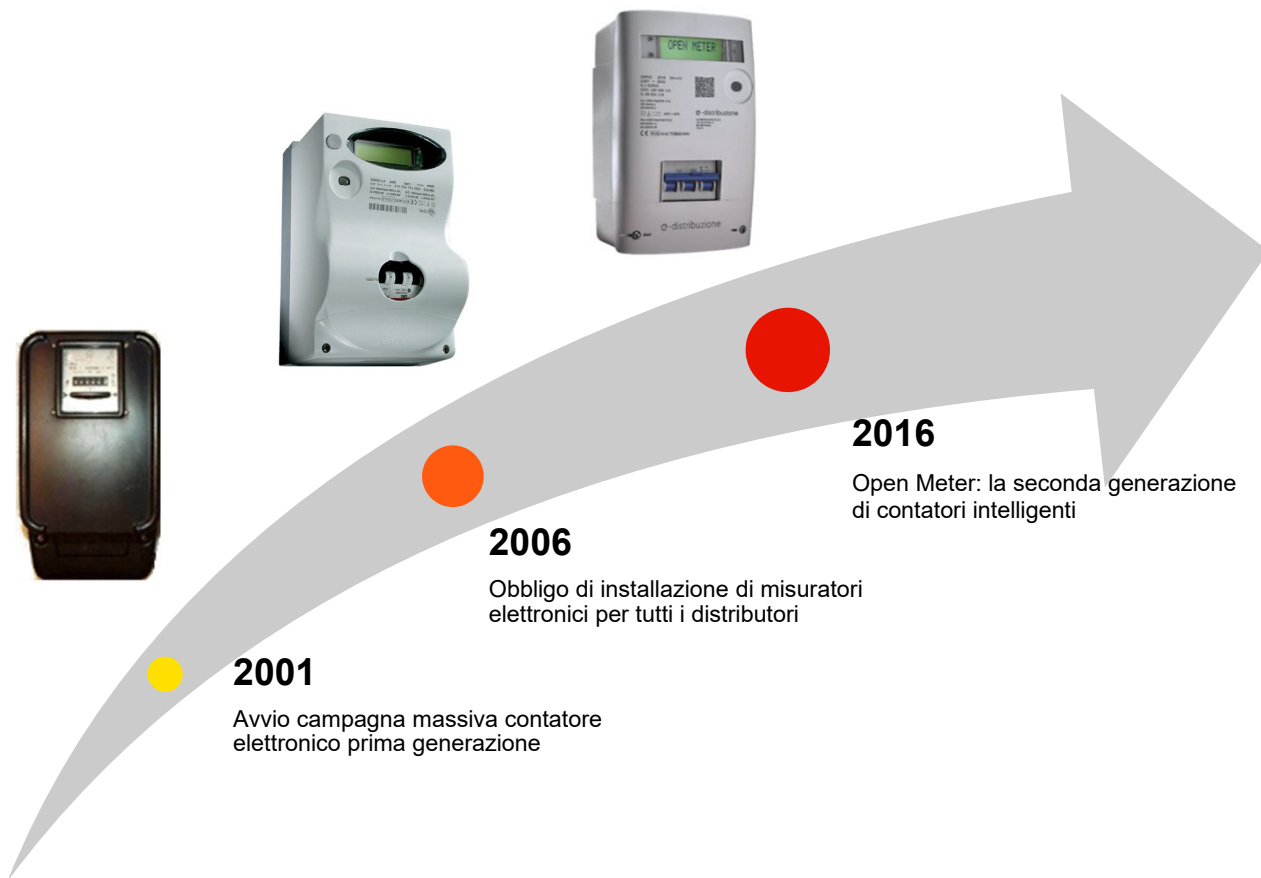 OPEN METER
e-distribuzione
e-distribuzione
2016
Open Meter: la seconda generazione
di contatori intelligenti
2006
Obbligo di installazione di misuratori
elettronici per tutti i distributori
2001
Avvio campagna massiva contatore
elettronico prima generazione